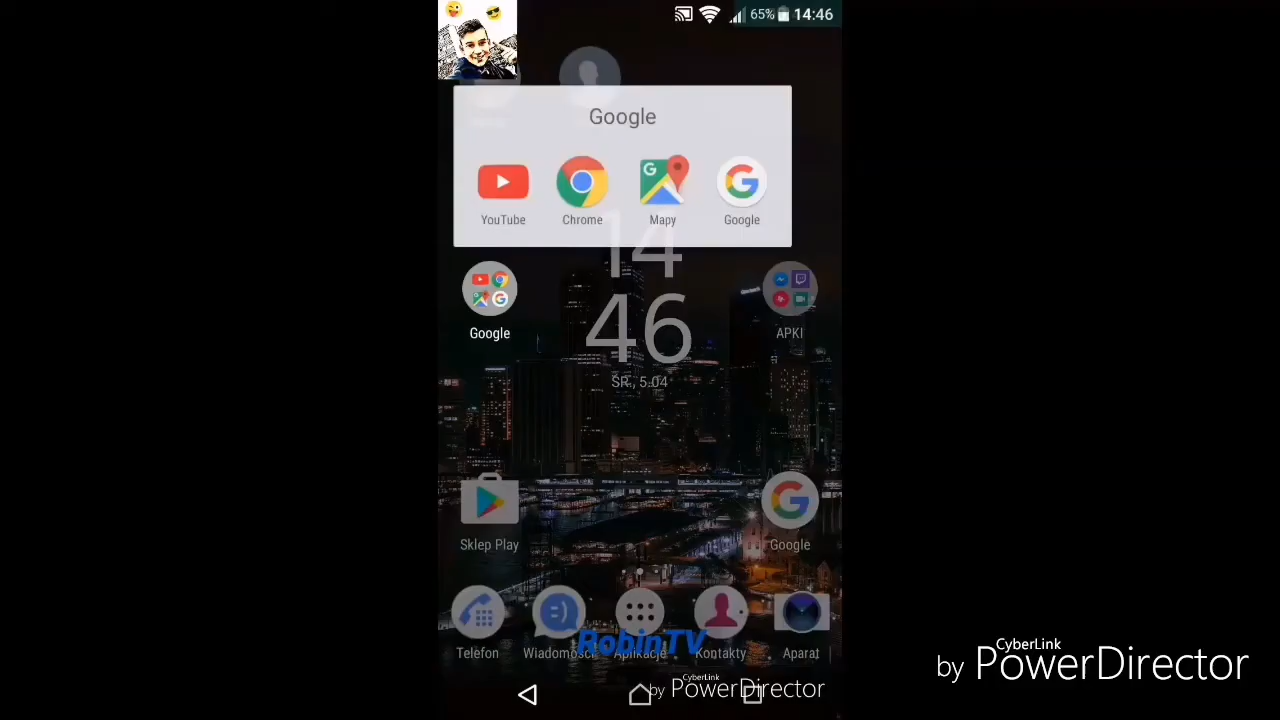 65% 14:46
Google
YouTube Chrome Mapy Google
14
46
ŚR., 5.04
Google APKI
Sklep Play Google
Telefon Wiadomości Aplikacje Kontakty Aparat
RobinTV
by CyberLink PowerDirector
by CyberLink PowerDirector